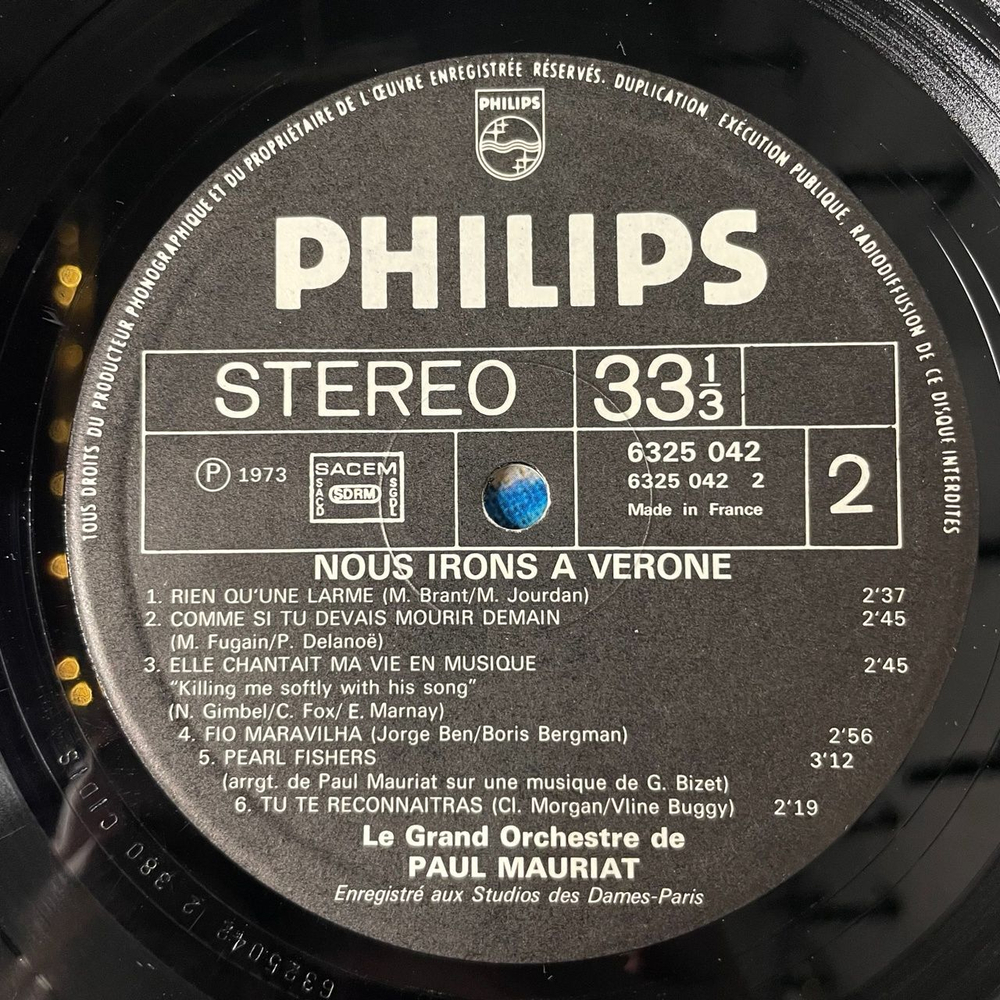 TOUS DROITS DU PRODUCTEUR PHONOGRAPHIQUE ET DU PROPRIÉTAIRE DE L'ŒUVRE ENREGISTRÉE RÉSERVÉS. DUPLICATION, EXÉCUTION PUBLIQUE, RADIODIFFUSION DE CE DISQUE INTERDITES
PHILIPS
PHILIPS
STEREO 33 1/3
Ⓟ 1973 SACEM SACD SDRM SGDL
6325 042
6325 042 2
Made in France
2
NOUS IRONS A VERONE
1. RIEN QU'UNE LARME (M. Brant/M. Jourdan) 2'37
2. COMME SI TU DEVAIS MOURIR DEMAIN 2'45
(M. Fugain/P. Delanoë)
3. ELLE CHANTAIT MA VIE EN MUSIQUE 2'45
"Killing me softly with his song"
(N. Gimbel/C. Fox/ E. Marnay)
4. FIO MARAVILHA (Jorge Ben/Boris Bergman) 2'56
5. PEARL FISHERS 3'12
(arrgt. de Paul Mauriat sur une musique de G. Bizet)
6. TU TE RECONNAITRAS (Cl. Morgan/Vline Buggy) 2'19
Le Grand Orchestre de
PAUL MAURIAT
Enregistré aux Studios des Dames-Paris
6325042 2 380